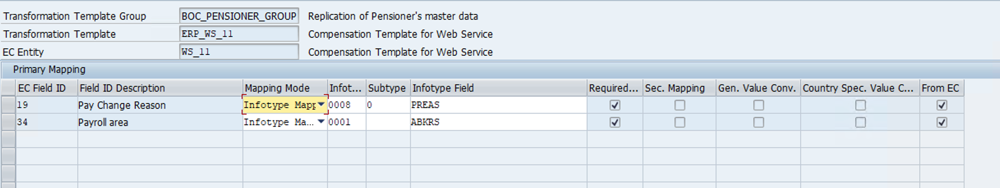 Transformation Template Group BOC_PENSIONER_GROUP Replication of Pensioner's master data
Transformation Template ERP_WS_11 Compensation Template for Web Service
EC Entity WS_11 Compensation Template for Web Service
Primary Mapping
EC Field ID Field ID Description Mapping Mode Infot... Subtype Infotype Field Required... Sec. Mapping Gen. Value Conv. Country Spec. Value C... From EC
19 Pay Change Reason Infotype Mapp 0008 0 PREAS
34 Payroll area Infotype Ma... 0001 ABKRS